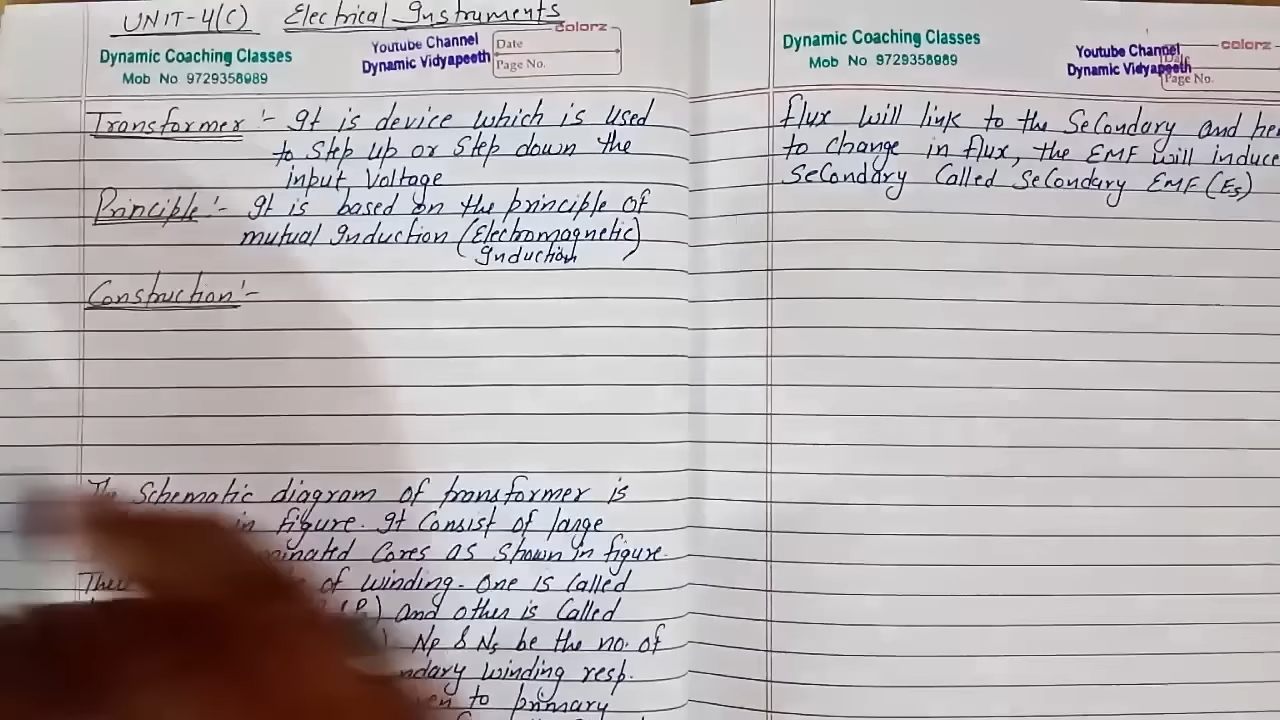 UNIT-4(C) Electrical Instruments
Dynamic Coaching Classes
Mob No 9729358989
Youtube Channel
Dynamic Vidyapeeth
colorz
Date
Page No.
Transformer :- It is device which is used
to step up or step down the
input Voltage
Principle :- It is based on the principle of
mutual Induction (Electromagnetic)
Induction
Construction :-
Schematic diagram of transformer is
in figure. It Consist of large
Cores as shown in figure.
of winding. One is Called
(P) and other is Called
Np & Ns be the no. of
winding resp.
to primary
Dynamic Coaching Classes
Mob No 9729358989
Youtube Channel
Dynamic Vidyapeeth
colorz
Page No.
flux will link to the Secondary and
to change in flux, the EMF will induce
Secondary Called Secondary EMF (Es)